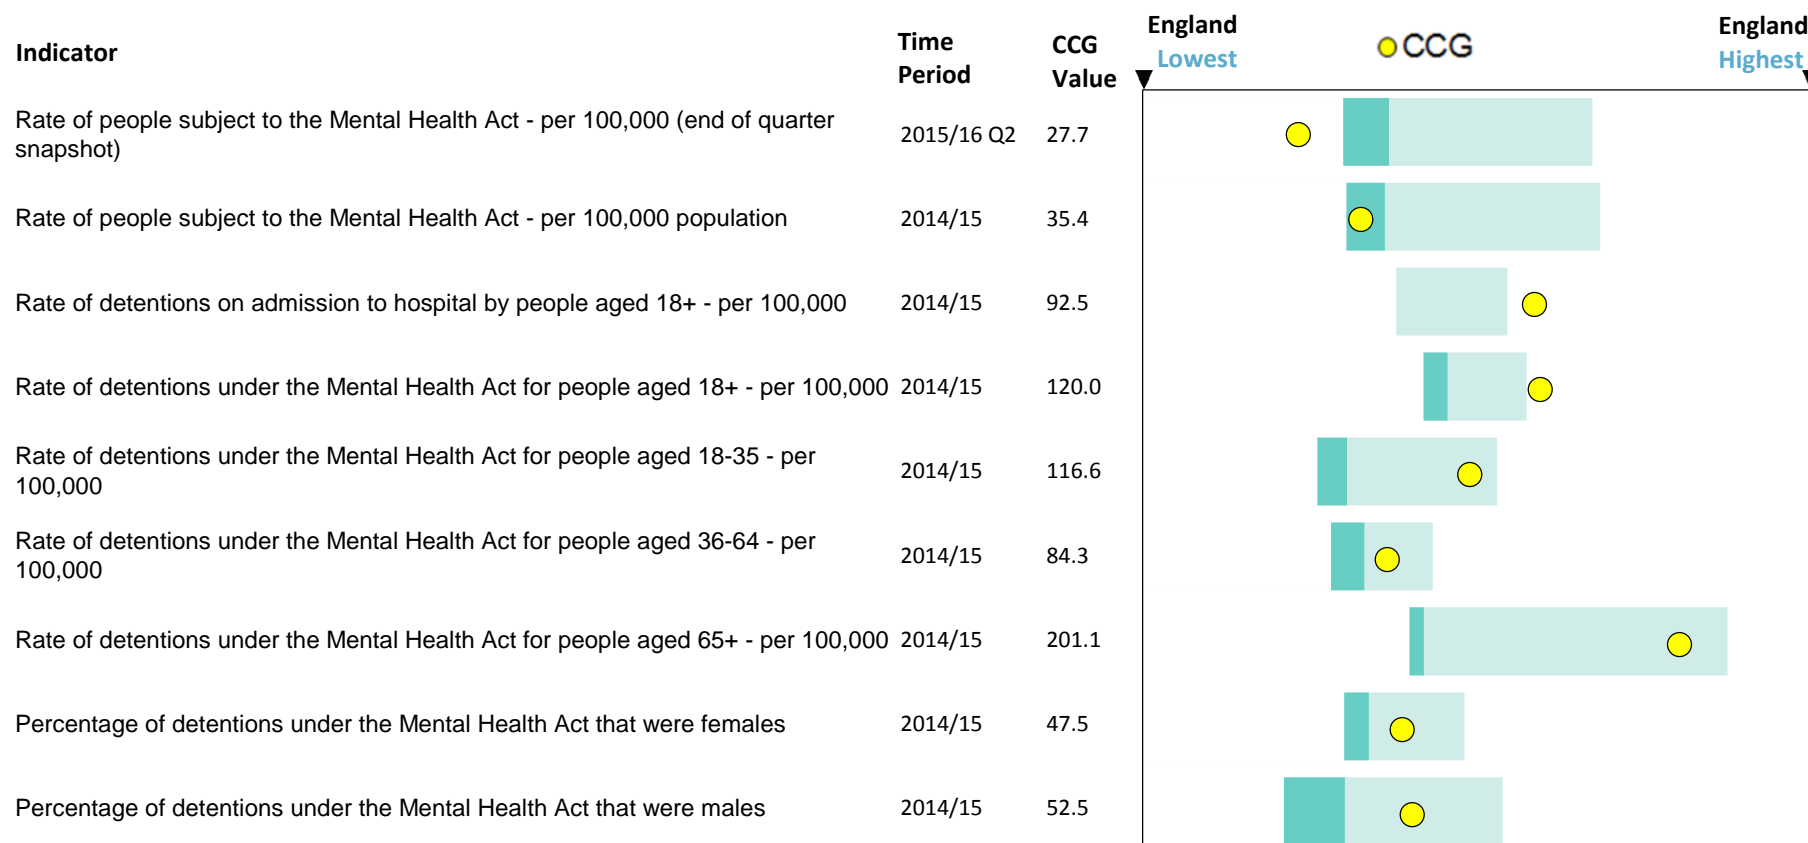 Indicator
Time Period
CCG Value
England Lowest
CCG
England Highest
Rate of people subject to the Mental Health Act - per 100,000 (end of quarter
snapshot)
2015/16 Q2
27.7
Rate of people subject to the Mental Health Act - per 100,000 population
2014/15
35.4
Rate of detentions on admission to hospital by people aged 18+ - per 100,000
2014/15
92.5
Rate of detentions under the Mental Health Act for people aged 18+ - per 100,000
2014/15
120.0
Rate of detentions under the Mental Health Act for people aged 18-35 - per
100,000
2014/15
116.6
Rate of detentions under the Mental Health Act for people aged 36-64 - per
100,000
2014/15
84.3
Rate of detentions under the Mental Health Act for people aged 65+ - per 100,000
2014/15
201.1
Percentage of detentions under the Mental Health Act that were females
2014/15
47.5
Percentage of detentions under the Mental Health Act that were males
2014/15
52.5